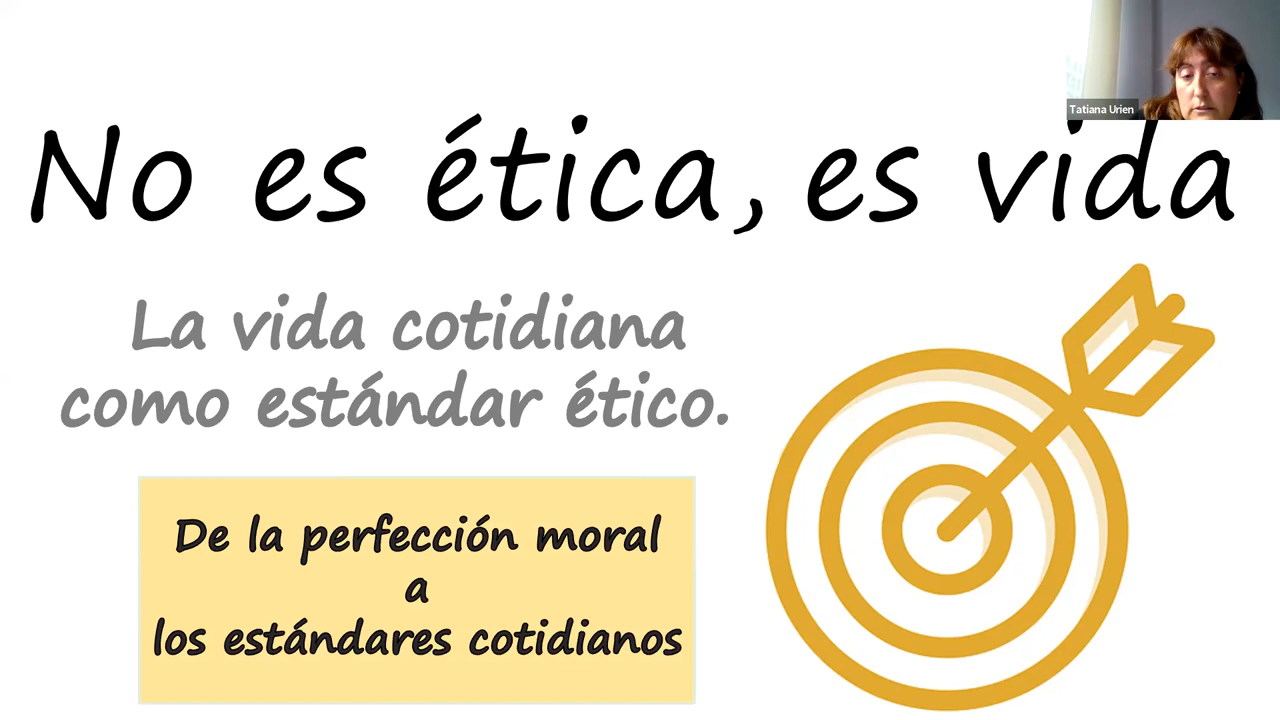 Tatiana Urien
No es ética, es vida
La vida cotidiana
como estándar ético.
De la perfección moral
a
los estándares cotidianos